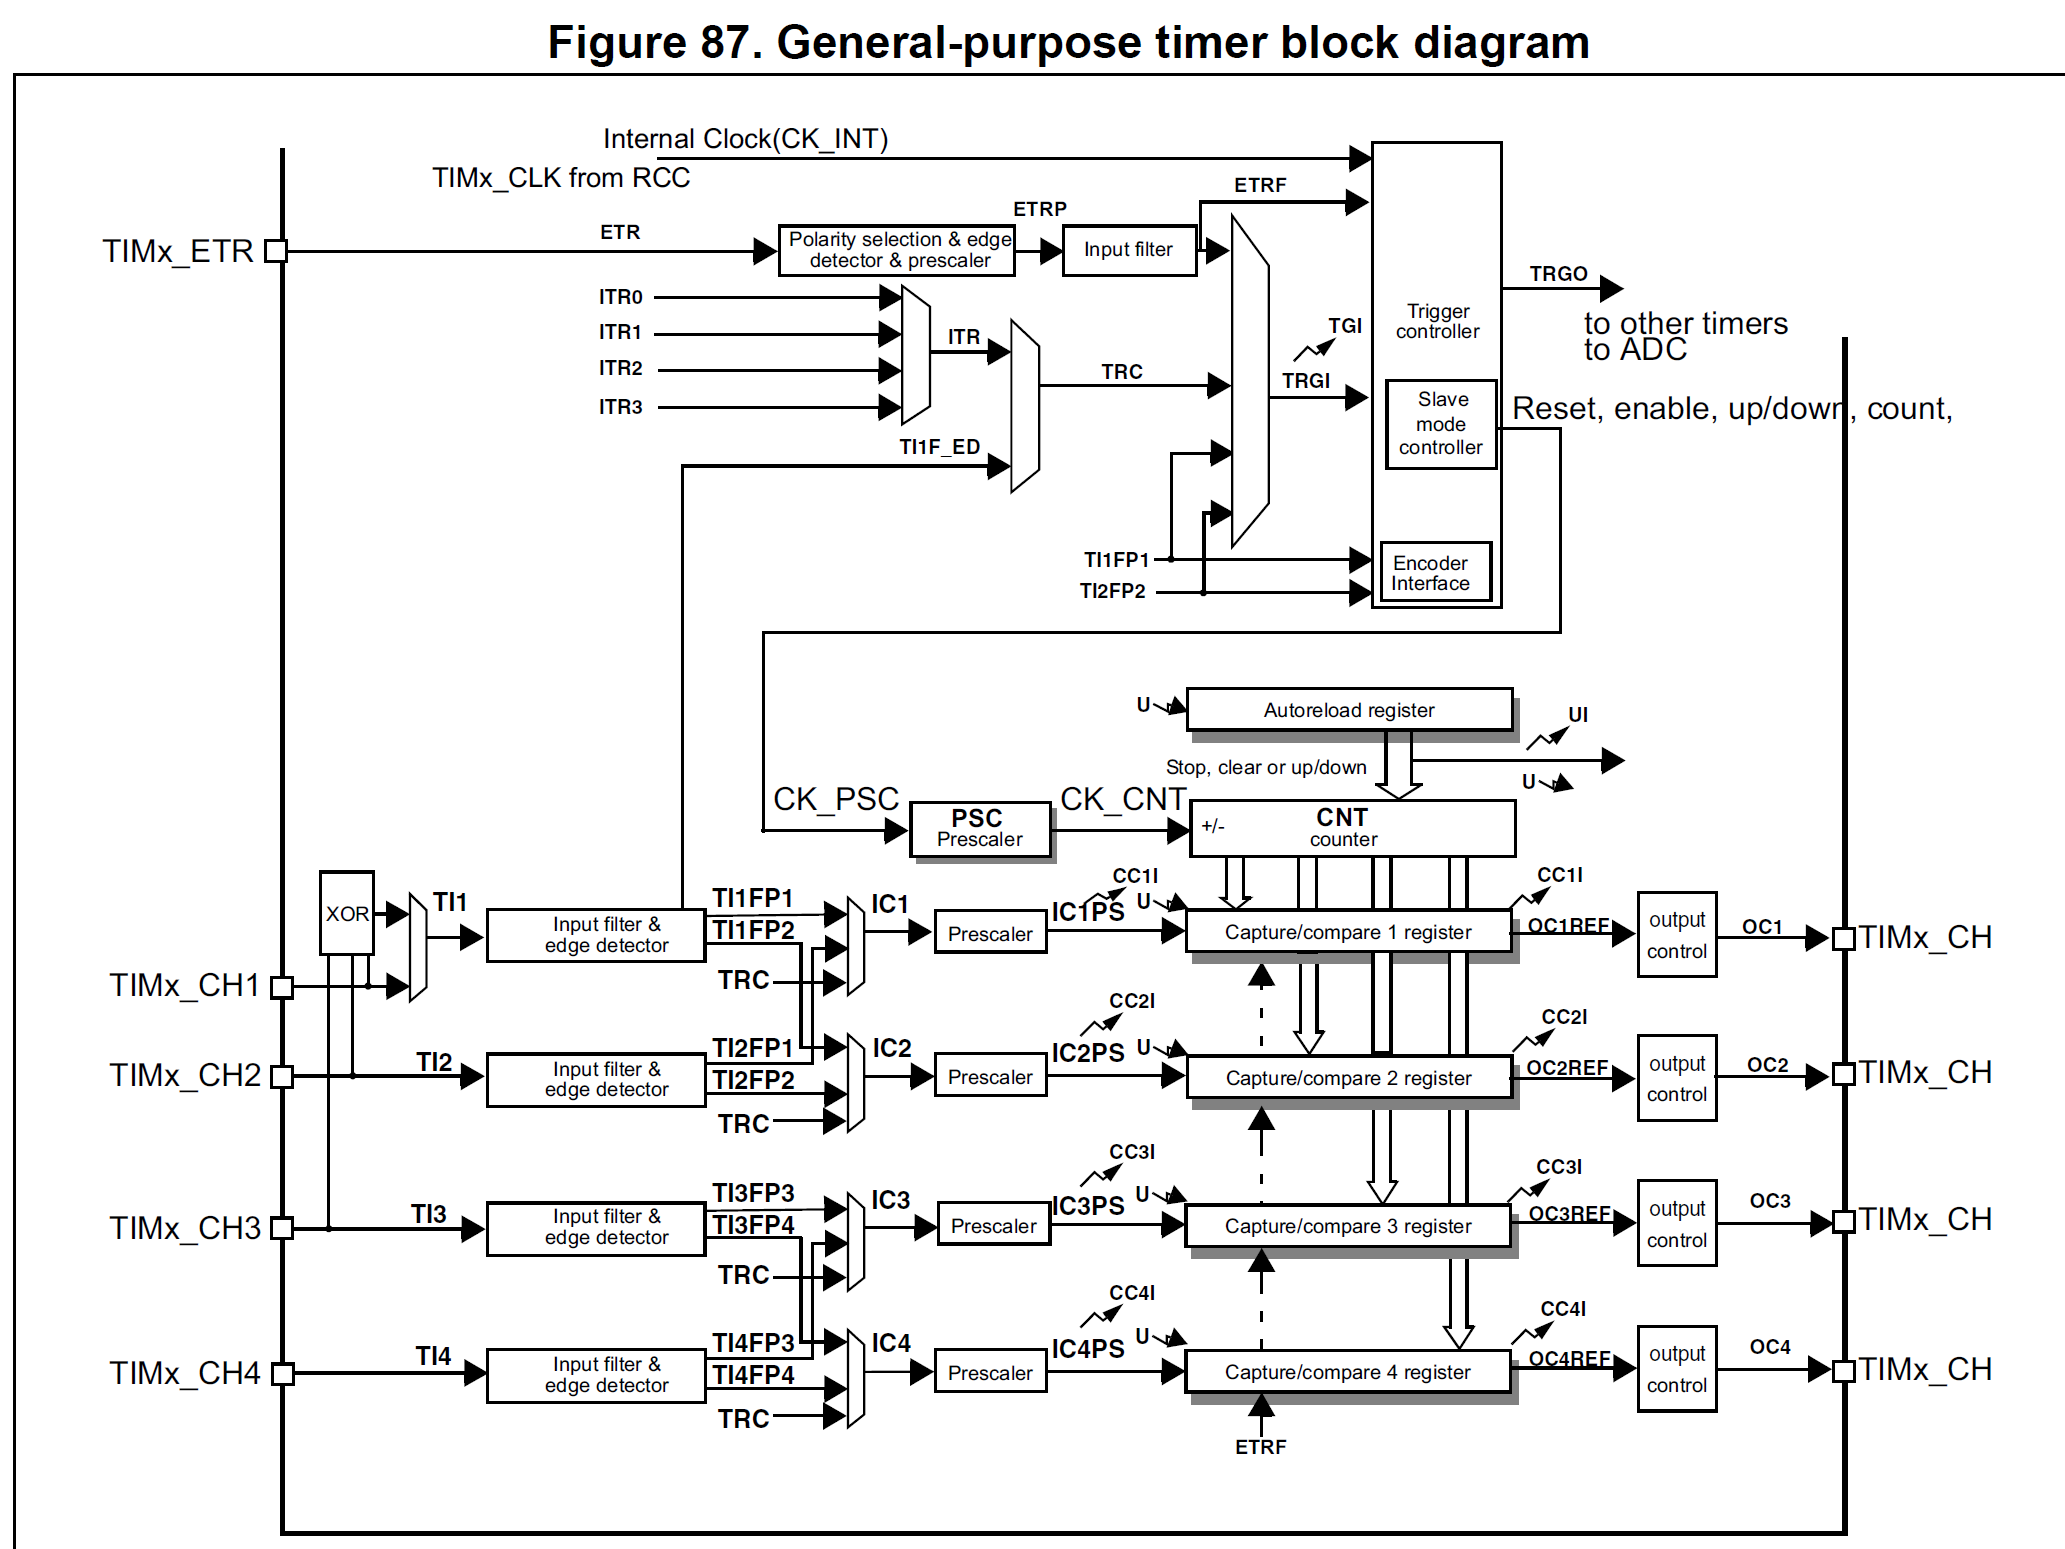 Figure 87. General-purpose timer block diagram
Internal Clock(CK_INT)
TIMx_CLK from RCC
ETRF
ETRP
TIMx_ETR
ETR
Polarity selection & edge
detector & prescaler
Input filter
TRGO
to other timers
to ADC
ITR0
ITR1
ITR2
ITR3
ITR
TI1F_ED
TRC
TGI
TRGI
Trigger
controller
Slave
mode
controller
Reset, enable, up/down, count,
TI1FP1
TI2FP2
Encoder
Interface
U
Autoreload register
UI
Stop, clear or up/down
U
CK_PSC
PSC
Prescaler
CK_CNT
+/-
CNT
counter
XOR
TI1
TIMx_CH1
Input filter &
edge detector
TI1FP1
TI1FP2
TRC
IC1
Prescaler
CC1I
IC1PS
U
Capture/compare 1 register
CC1I
OC1REF
output
control
OC1
TIMx_CH
TIMx_CH2
TI2
Input filter &
edge detector
TI2FP1
TI2FP2
TRC
IC2
Prescaler
CC2I
IC2PS
U
Capture/compare 2 register
CC2I
OC2REF
output
control
OC2
TIMx_CH
TIMx_CH3
TI3
Input filter &
edge detector
TI3FP3
TI3FP4
TRC
IC3
Prescaler
CC3I
IC3PS
U
Capture/compare 3 register
CC3I
OC3REF
output
control
OC3
TIMx_CH
TIMx_CH4
TI4
Input filter &
edge detector
TI4FP3
TI4FP4
TRC
IC4
Prescaler
CC4I
IC4PS
U
Capture/compare 4 register
CC4I
OC4REF
output
control
OC4
TIMx_CH
ETRF